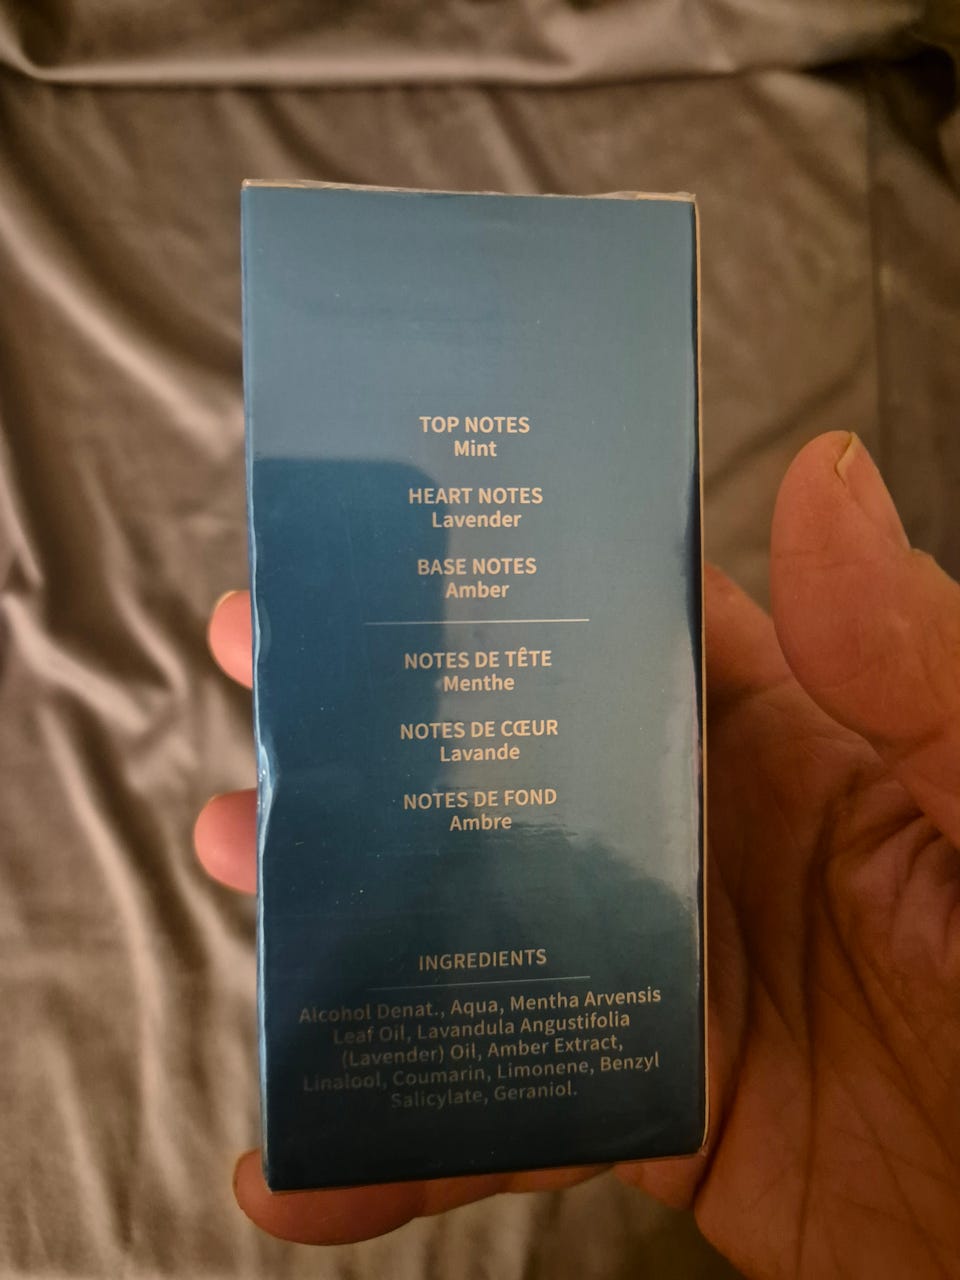 TOP NOTES
Mint
HEART NOTES
Lavender
BASE NOTES
Amber
NOTES DE TÊTE
Menthe
NOTES DE CŒUR
Lavande
NOTES DE FOND
Ambre
INGREDIENTS
Alcohol Denat., Aqua, Mentha Arvensis
Leaf Oil, Lavandula Angustifolia
(Lavender) Oil, Amber Extract,
Linalool, Coumarin, Limonene, Benzyl
Salicylate, Geraniol.